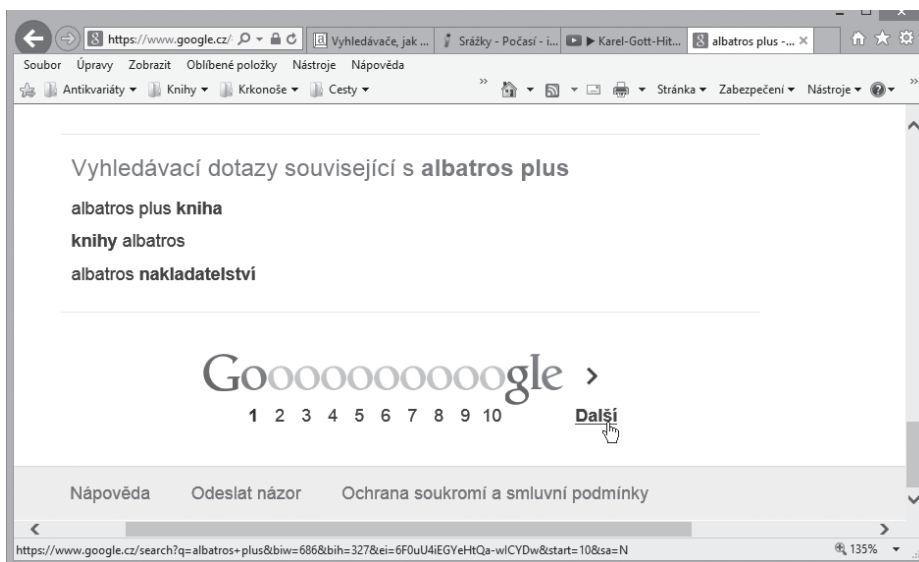 https://www.google.cz/
Vyhledávače, jak ...
Srážky - Počasí - i...
▶ Karel-Gott-Hit...
albatros plus -...
Soubor Úpravy Zobrazit Oblíbené položky Nástroje Nápověda
Antikvariáty Knihy Krkonoše Cesty Stránka Zabezpečení Nástroje
Vyhledávací dotazy související s albatros plus
albatros plus kniha
knihy albatros
albatros nakladatelství
Goooooooooogle >
1 2 3 4 5 6 7 8 9 10 Další
Nápověda Odeslat názor Ochrana soukromí a smluvní podmínky
https://www.google.cz/search?q=albatros+plus&biw=686&bih=327&ei=6F0uU4iEGYeHtQa-wICYDw&start=10&sa=N 135%